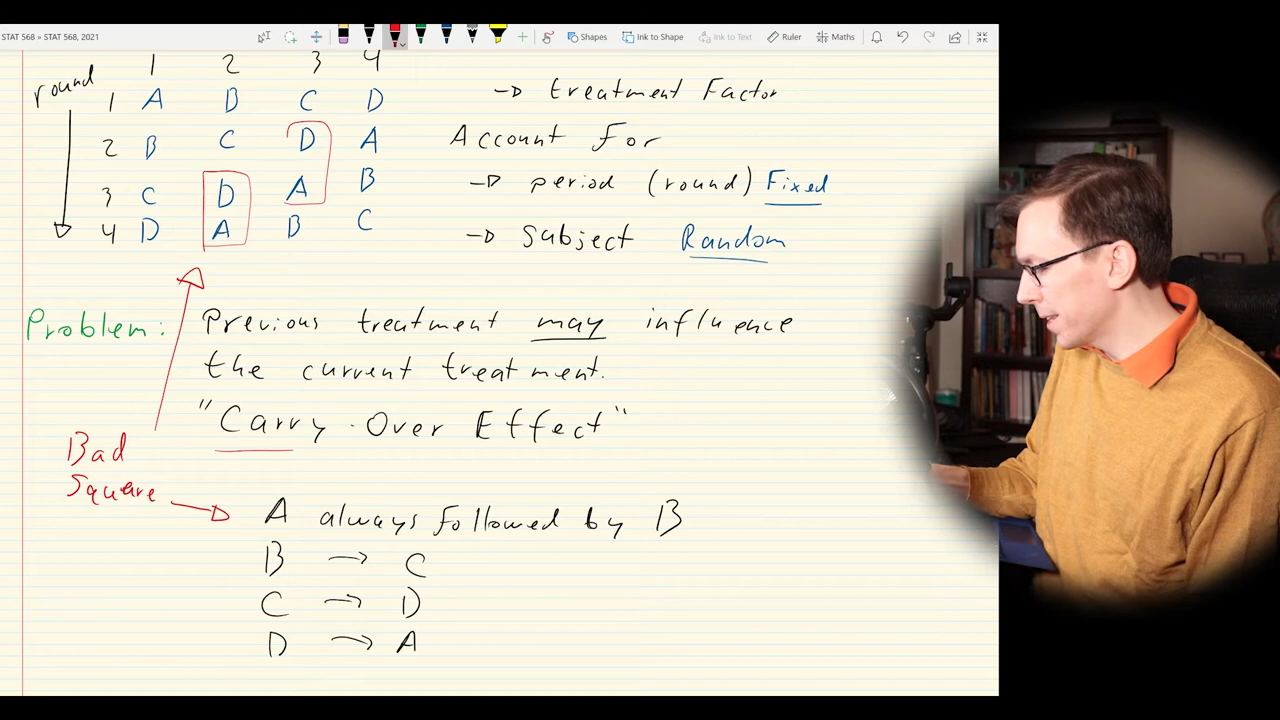 STAT 568 » STAT 568, 2021
Shapes Ink to Shape Ink to Text Ruler Maths
1 2 3 4
round
1 A B C D
→ treatment Factor
2 B C D A
Account For
3 C D A B
→ period (round) Fixed
4 D A B C
→ Subject Random
Problem: Previous treatment may influence
the current treatment.
"Carry-Over Effect"
Bad
Square
A always followed by B
B → C
C → D
D → A